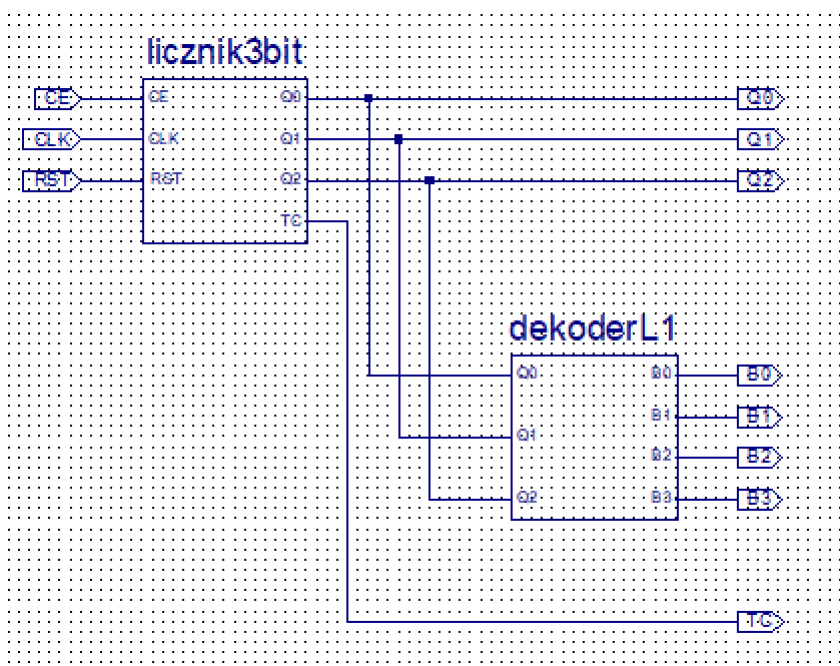 licznik3bit
CE CE Q0 Q0
CLK CLK Q1 Q1
RST RST Q2 Q2
TC
dekoderL1
Q0 B0 B0
B1 B1
Q1
B2 B2
Q2 B3 B3
TC